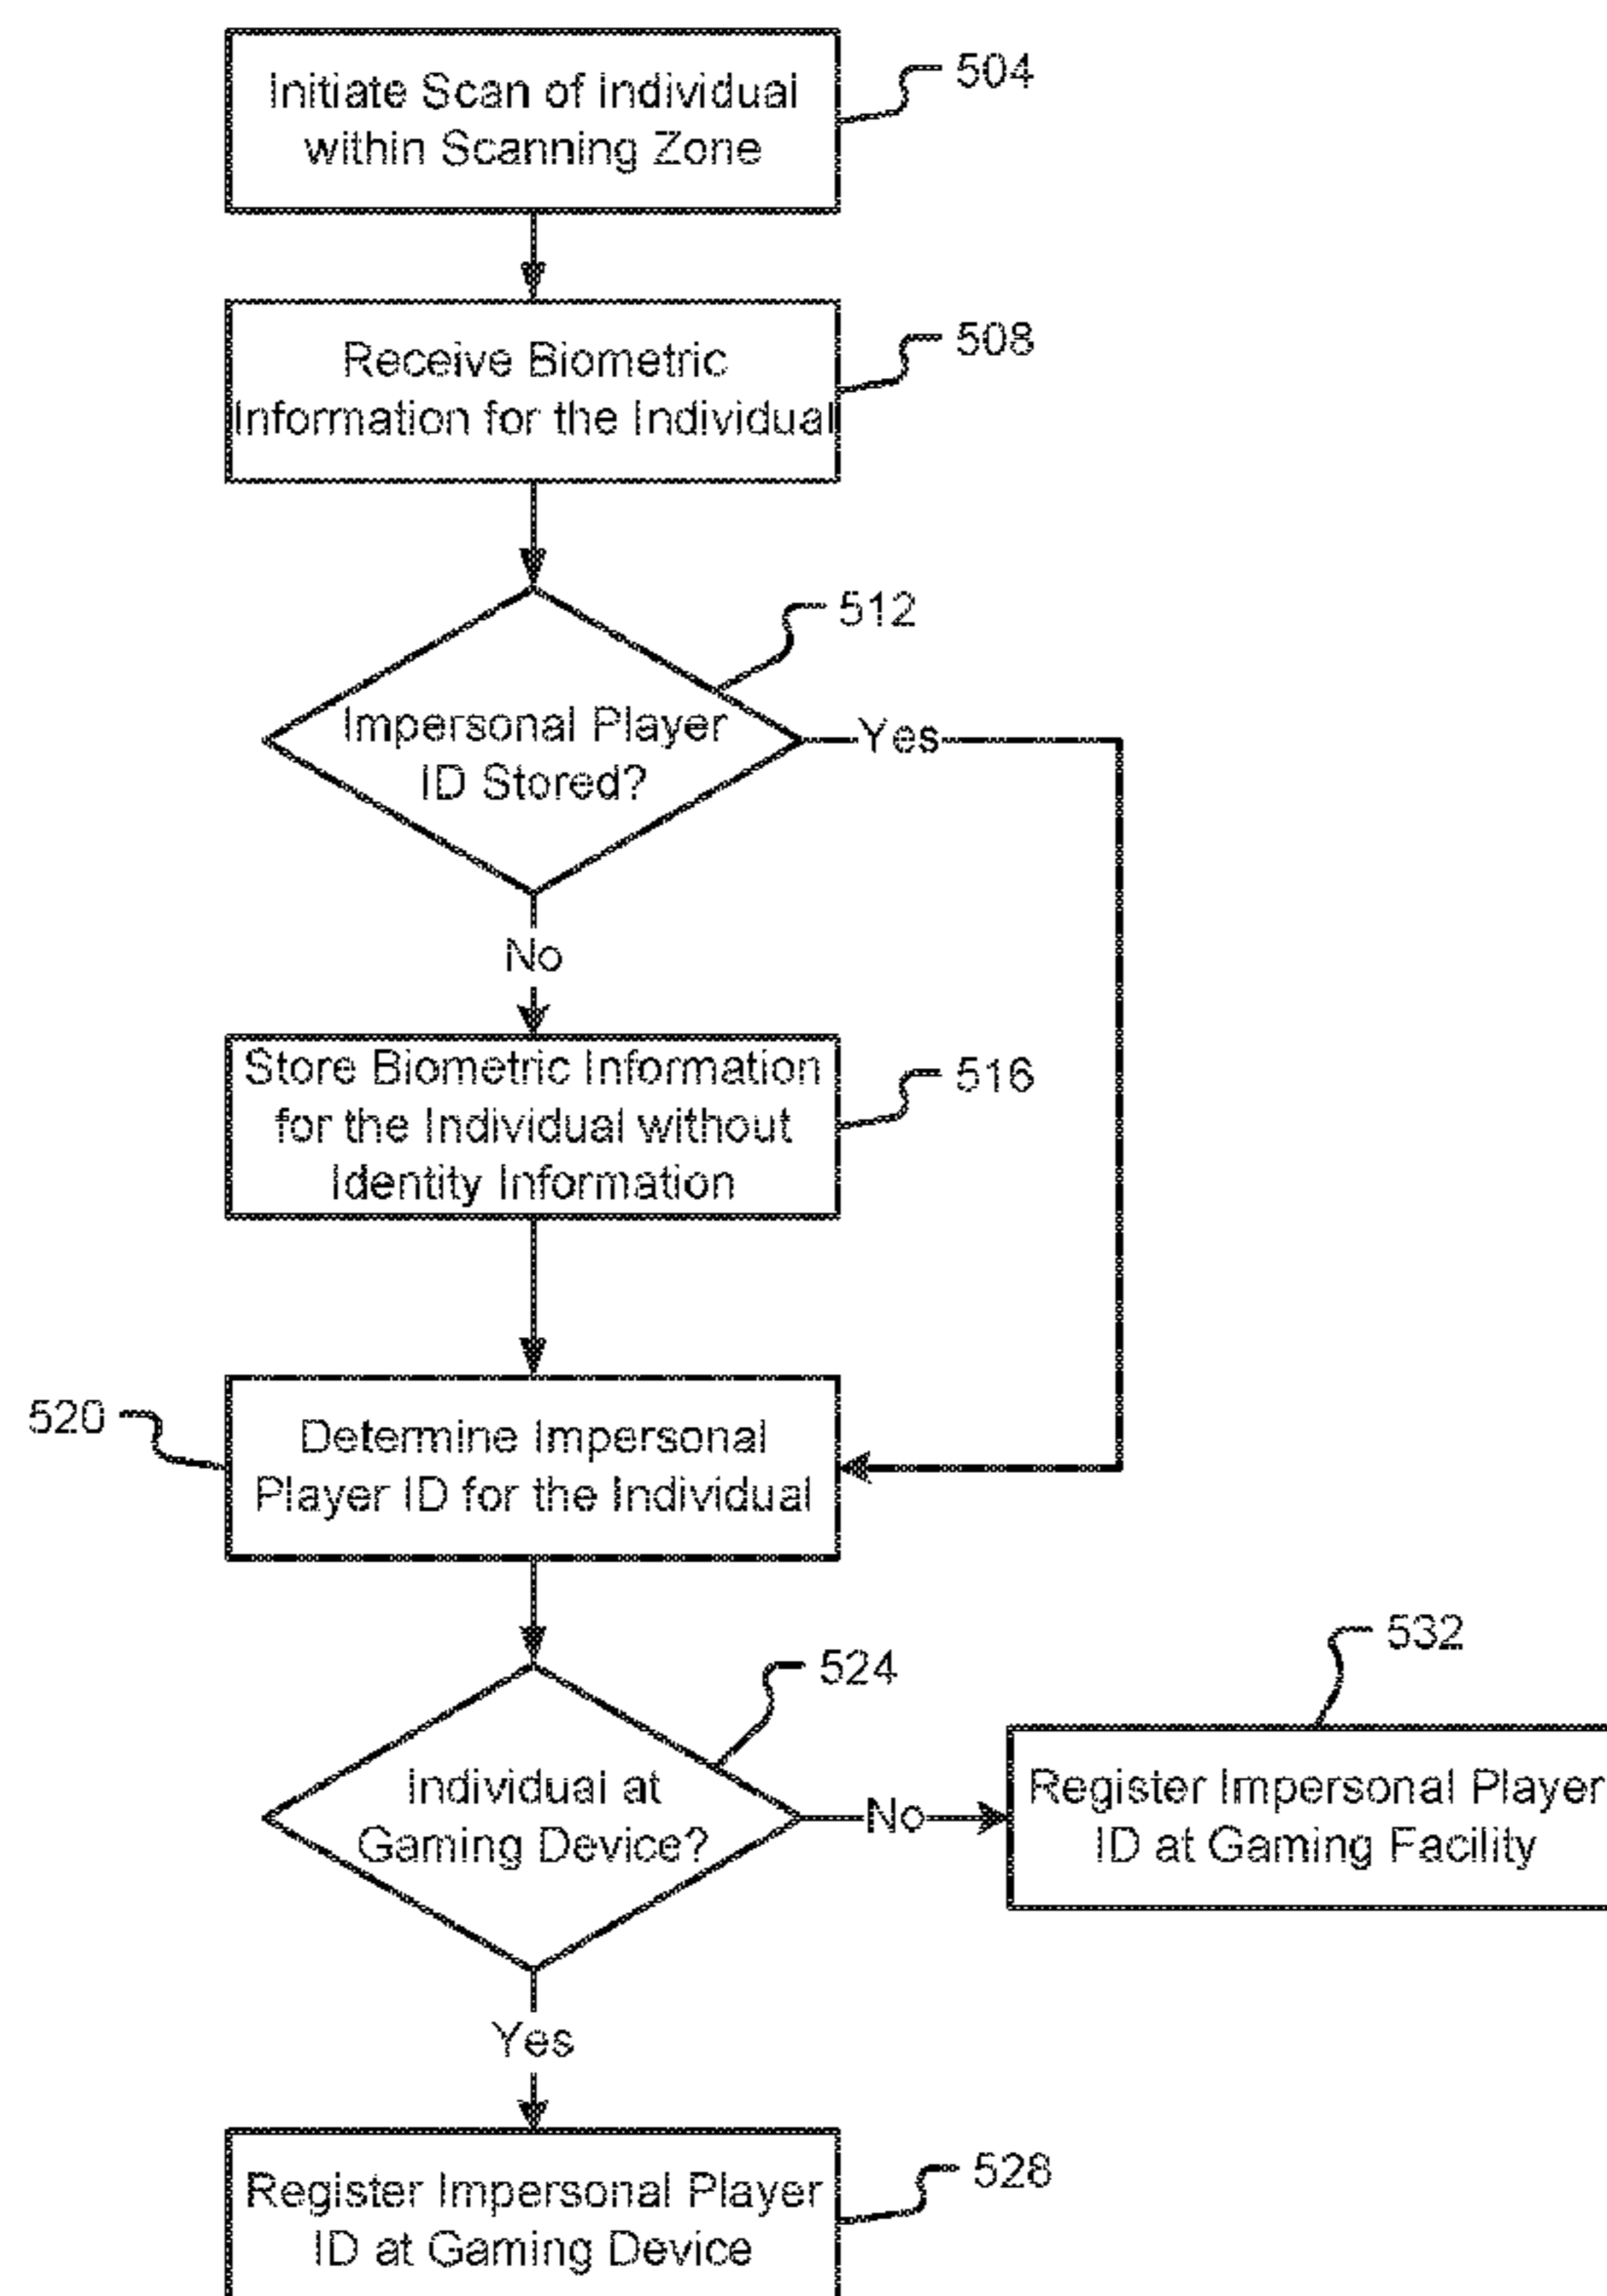 Initiate Scan of Individual
within Scanning Zone
504
Receive Biometric
Information for the Individual
508
512
Impersonal Player
ID Stored?
Yes
No
Store Biometric Information
for the Individual without
Identity Information
516
520
Determine Impersonal
Player ID for the Individual
524
532
Individual at
Gaming Device?
No
Register Impersonal Player
ID at Gaming Facility
Yes
Register Impersonal Player
ID at Gaming Device
528